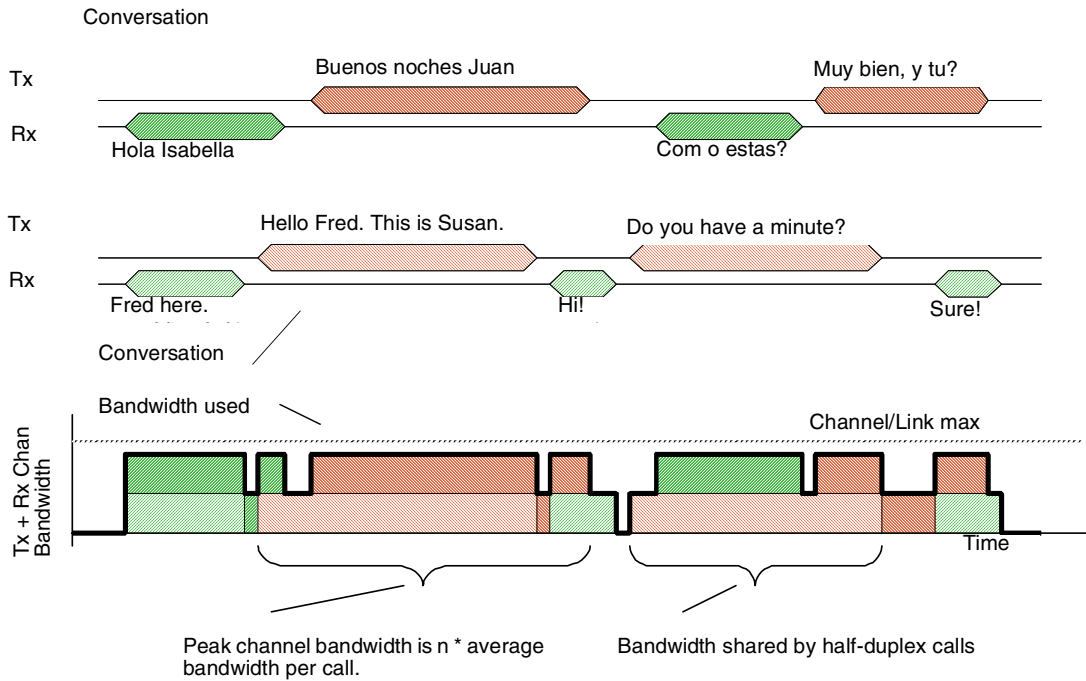 Conversation
Buenos noches Juan
Muy bien, y tu?
Tx
Rx
Hola Isabella
Com o estas?
Hello Fred. This is Susan.
Do you have a minute?
Tx
Rx
Fred here.
Hi!
Sure!
Conversation
Bandwidth used
Channel/Link max
Tx + Rx Chan
Bandwidth
Time
Peak channel bandwidth is n * average
bandwidth per call.
Bandwidth shared by half-duplex calls